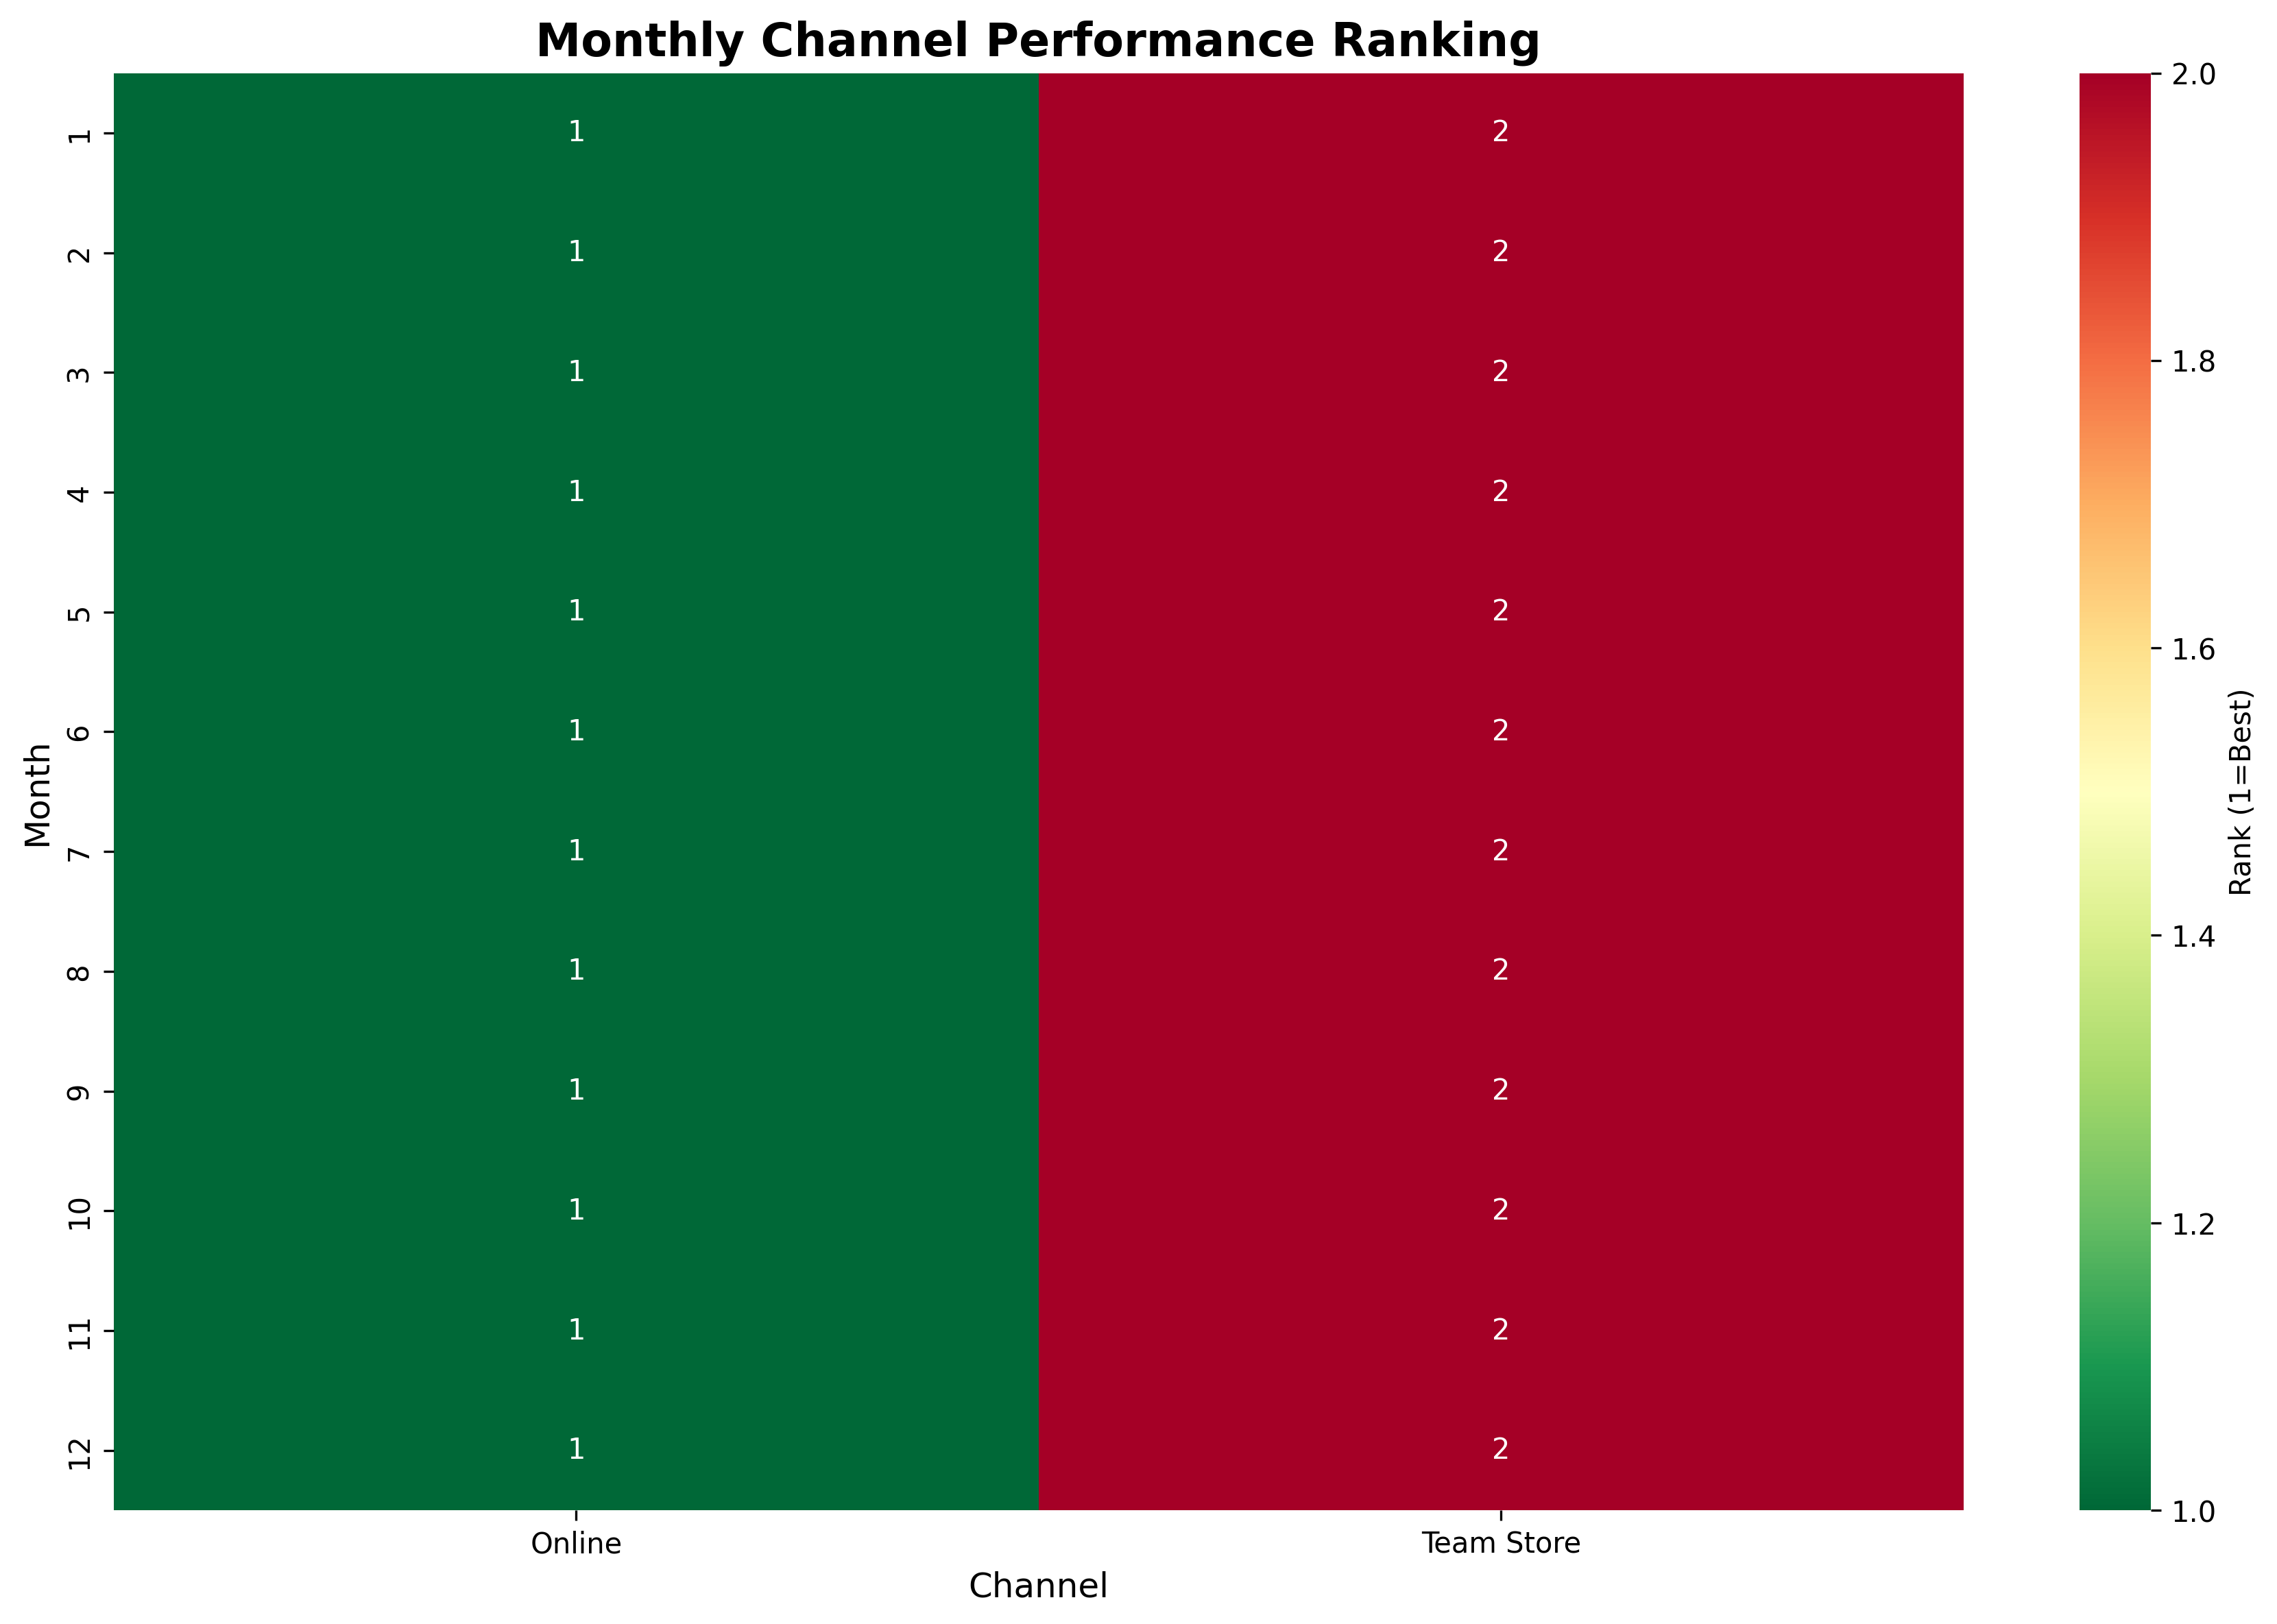 Monthly Channel Performance Ranking
Month
1 1 2
2 1 2
3 1 2
4 1 2
5 1 2
6 1 2
7 1 2
8 1 2
9 1 2
10 1 2
11 1 2
12 1 2
Online Team Store
Channel
2.0
1.8
1.6
1.4
1.2
1.0
Rank (1=Best)